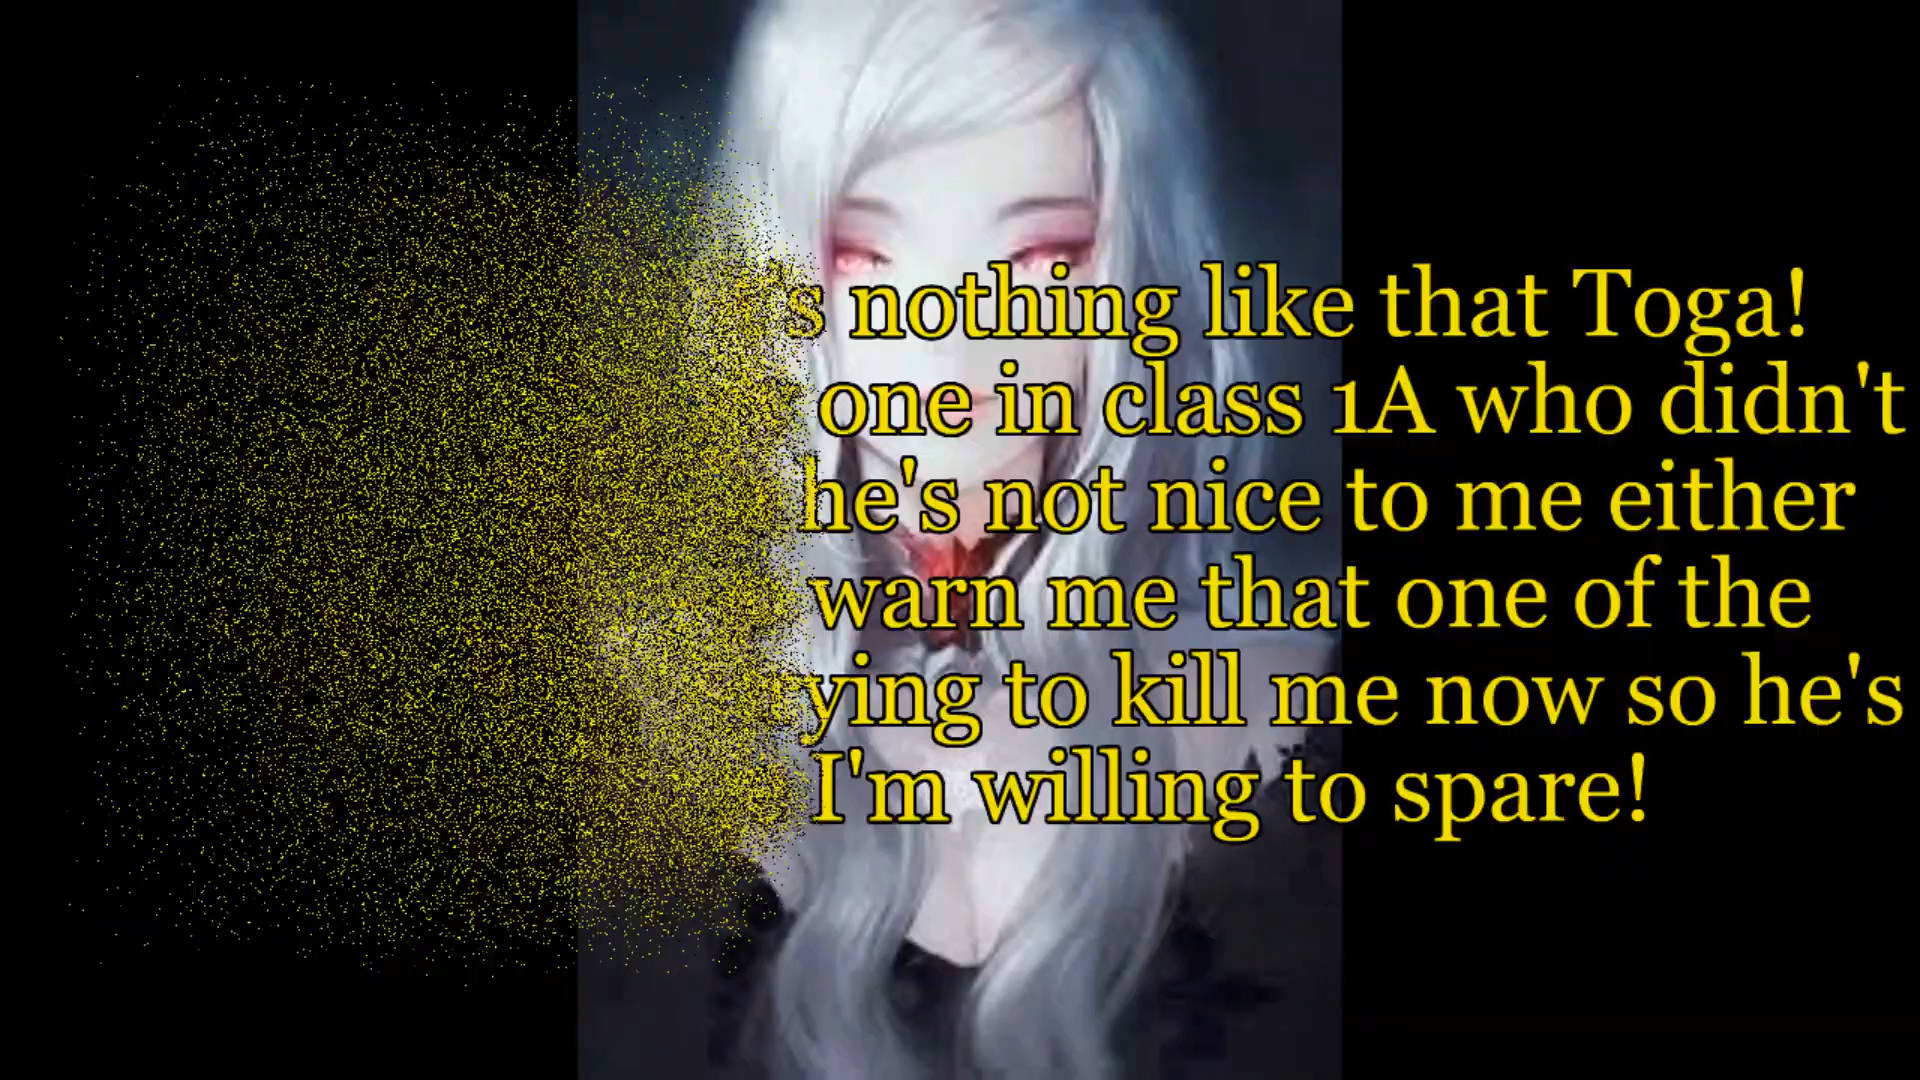 's nothing like that Toga!
one in class 1A who didn't
he's not nice to me either
warn me that one of the
ying to kill me now so he's
I'm willing to spare!